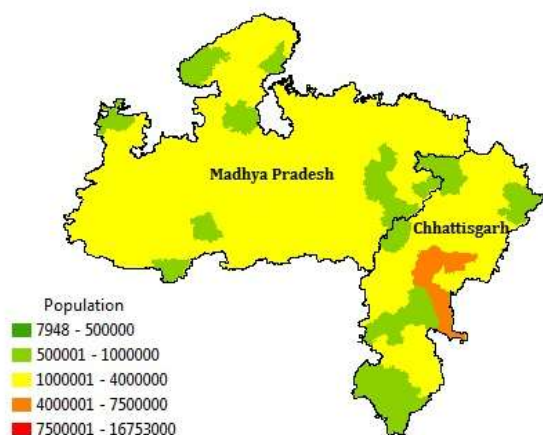 Madhya Pradesh
Chhattisgarh
Population
7948 - 500000
500001 - 1000000
1000001 - 4000000
4000001 - 7500000
7500001 - 16753000